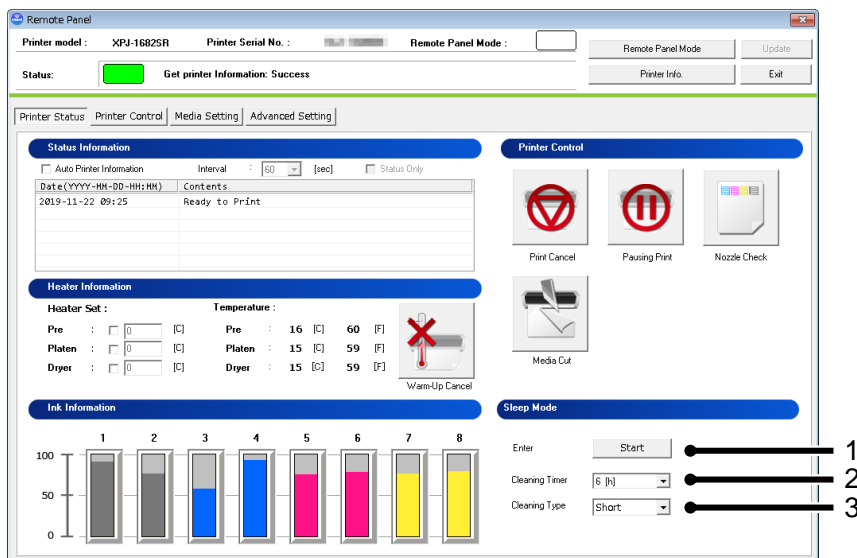 Remote Panel
Printer model : XPJ-1682SR Printer Serial No. : Remote Panel Mode :
Remote Panel Mode Update
Status: Get printer Information: Success
Printer Info. Exit
Printer Status Printer Control Media Setting Advanced Setting
Status Information
Auto Printer Information Interval : 60 [sec] Status Only
Date(YYYY-MM-DD-HH:MM) Contents
2019-11-22 09:25 Ready to Print
Printer Control
Print Cancel Pausing Print Nozzle Check
Media Cut
Heater Information
Heater Set : Temperature :
Pre : 0 [C] Pre : 16 [C] 60 [F]
Platen : 0 [C] Platen : 15 [C] 59 [F]
Dryer : 0 [C] Dryer : 15 [C] 59 [F]
Warm-Up Cancel
Ink Information
1 2 3 4 5 6 7 8
100
50
0
Sleep Mode
Enter Start 1
Cleaning Timer 6 [h] 2
Cleaning Type Short 3